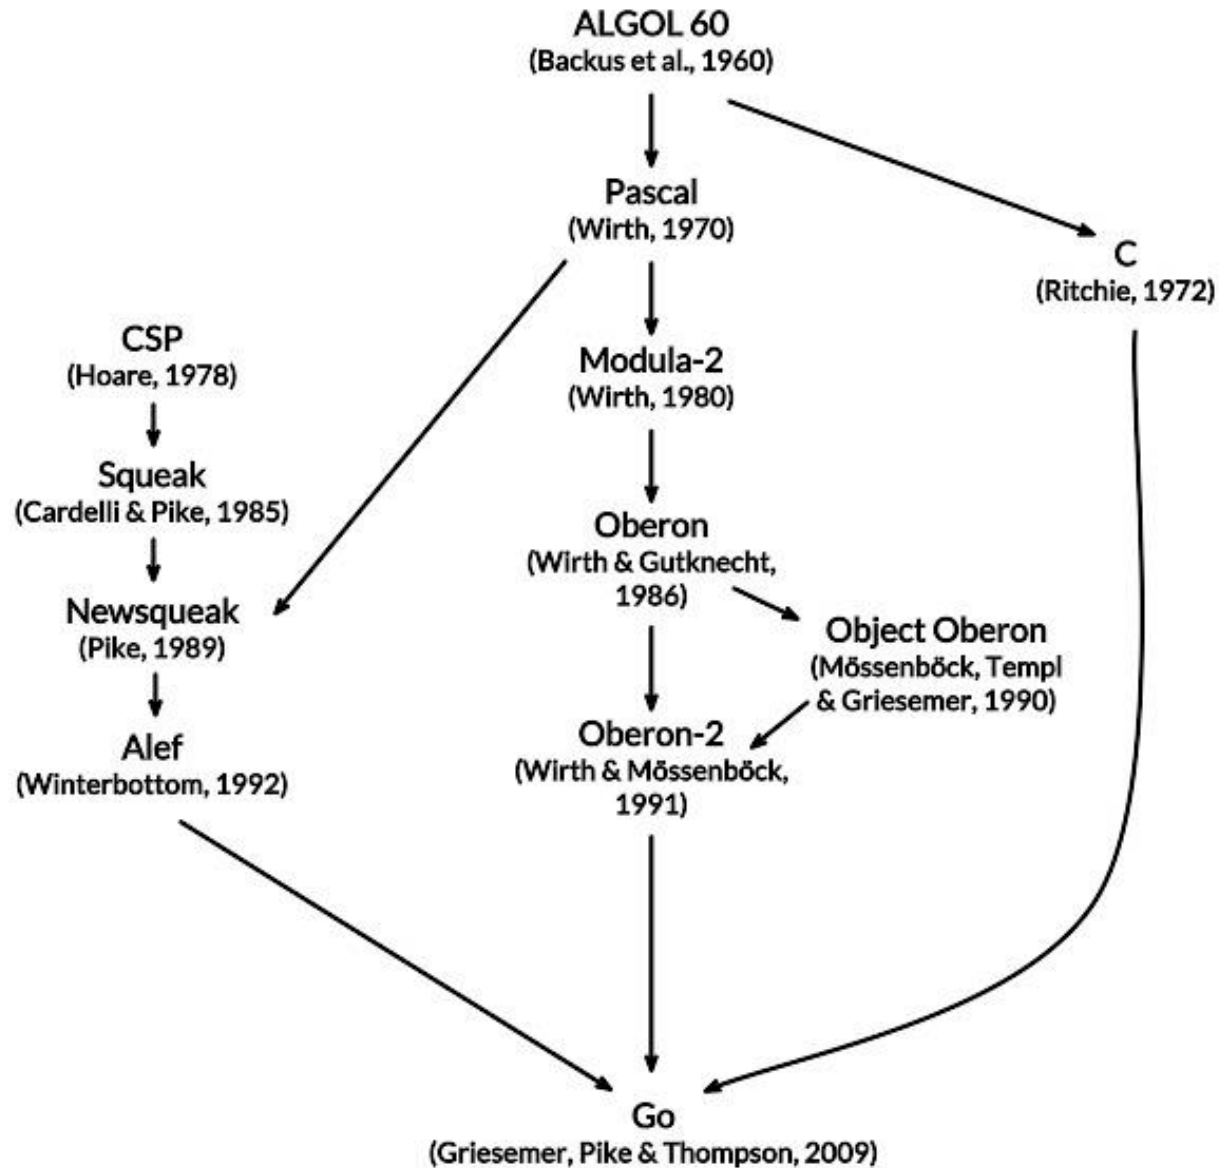 ALGOL 60
(Backus et al., 1960)
Pascal
(Wirth, 1970)
C
(Ritchie, 1972)
CSP
(Hoare, 1978)
Modula-2
(Wirth, 1980)
Squeak
(Cardelli & Pike, 1985)
Oberon
(Wirth & Gutknecht,
1986)
Newsqueak
(Pike, 1989)
Object Oberon
(Mössenböck, Templ
& Griesemer, 1990)
Oberon-2
(Wirth & Mössenböck,
1991)
Alef
(Winterbottom, 1992)
Go
(Griesemer, Pike & Thompson, 2009)